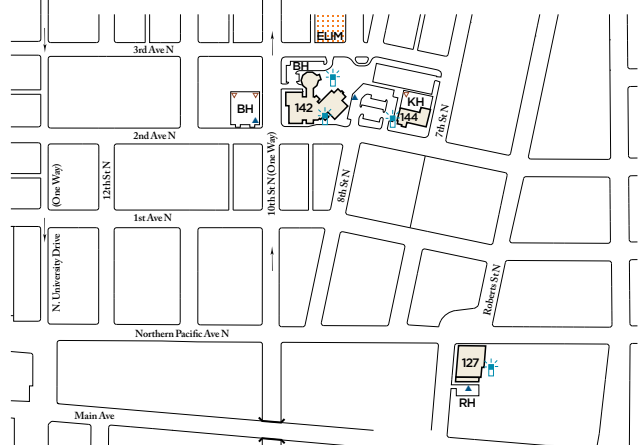 ELIM
3rd Ave N
BH
BH
142
KH
144
7th St N
2nd Ave N
(One Way)
12th St N
10th St N (One Way)
8th St N
1st Ave N
N. University Drive
Roberts St N
Northern Pacific Ave N
127
RH
Main Ave